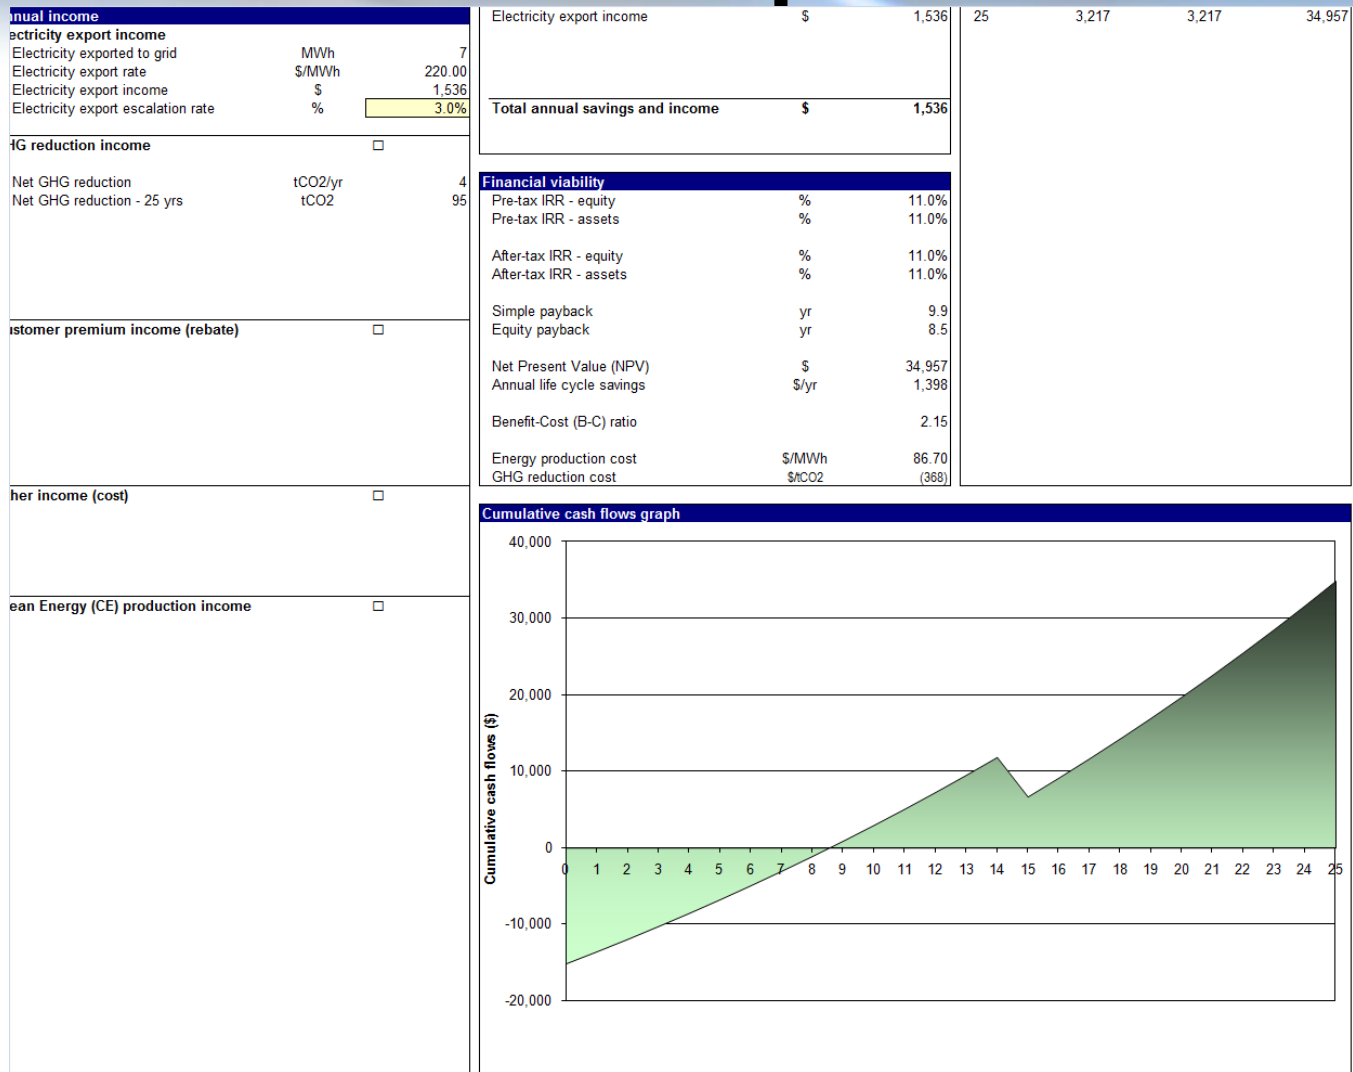 nnual income
ectricity export income
Electricity exported to grid MWh 7
Electricity export rate $/MWh 220.00
Electricity export income $ 1,536
Electricity export escalation rate % 3.0%
HG reduction income
Net GHG reduction tCO2/yr 4
Net GHG reduction - 25 yrs tCO2 95
ustomer premium income (rebate)
her income (cost)
ean Energy (CE) production income
Electricity export income $ 1,536
Total annual savings and income $ 1,536
Financial viability
Pre-tax IRR - equity % 11.0%
Pre-tax IRR - assets % 11.0%
After-tax IRR - equity % 11.0%
After-tax IRR - assets % 11.0%
Simple payback yr 9.9
Equity payback yr 8.5
Net Present Value (NPV) $ 34,957
Annual life cycle savings $/yr 1,398
Benefit-Cost (B-C) ratio 2.15
Energy production cost $/MWh 86.70
GHG reduction cost $/tCO2 (368)
25 3,217 3,217 34,957
Cumulative cash flows graph
Cumulative cash flows ($)
40,000
30,000
20,000
10,000
0
-10,000
-20,000
0 1 2 3 4 5 6 7 8 9 10 11 12 13 14 15 16 17 18 19 20 21 22 23 24 25